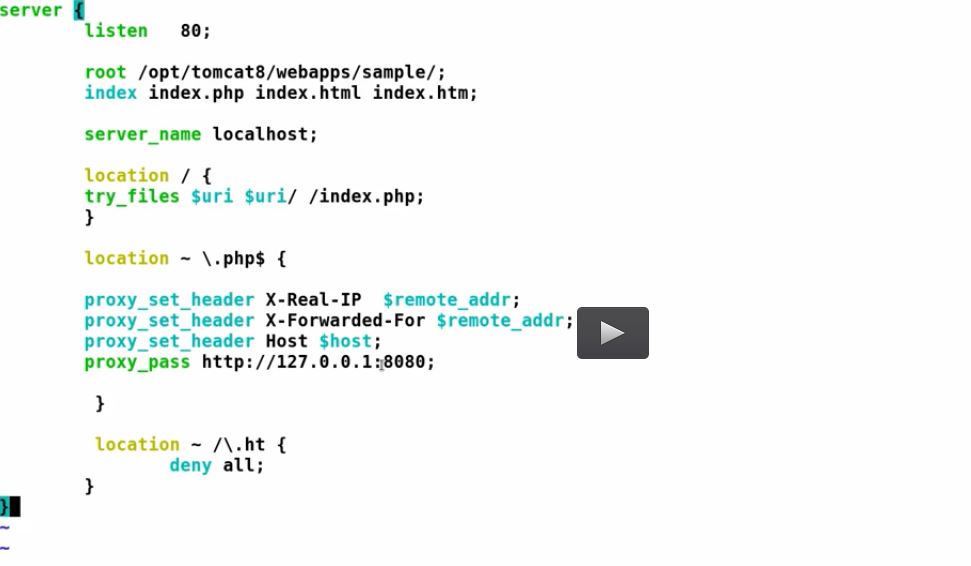 server {
listen   80;
root /opt/tomcat8/webapps/sample/;
index index.php index.html index.htm;
server_name localhost;
location / {
try_files $uri $uri/ /index.php;
}
location ~ \.php$ {
proxy_set_header X-Real-IP  $remote_addr;
proxy_set_header X-Forwarded-For $remote_addr;
proxy_set_header Host $host;
proxy_pass http://127.0.0.1:8080;
}
location ~ /\.ht {
deny all;
}
}
~
~